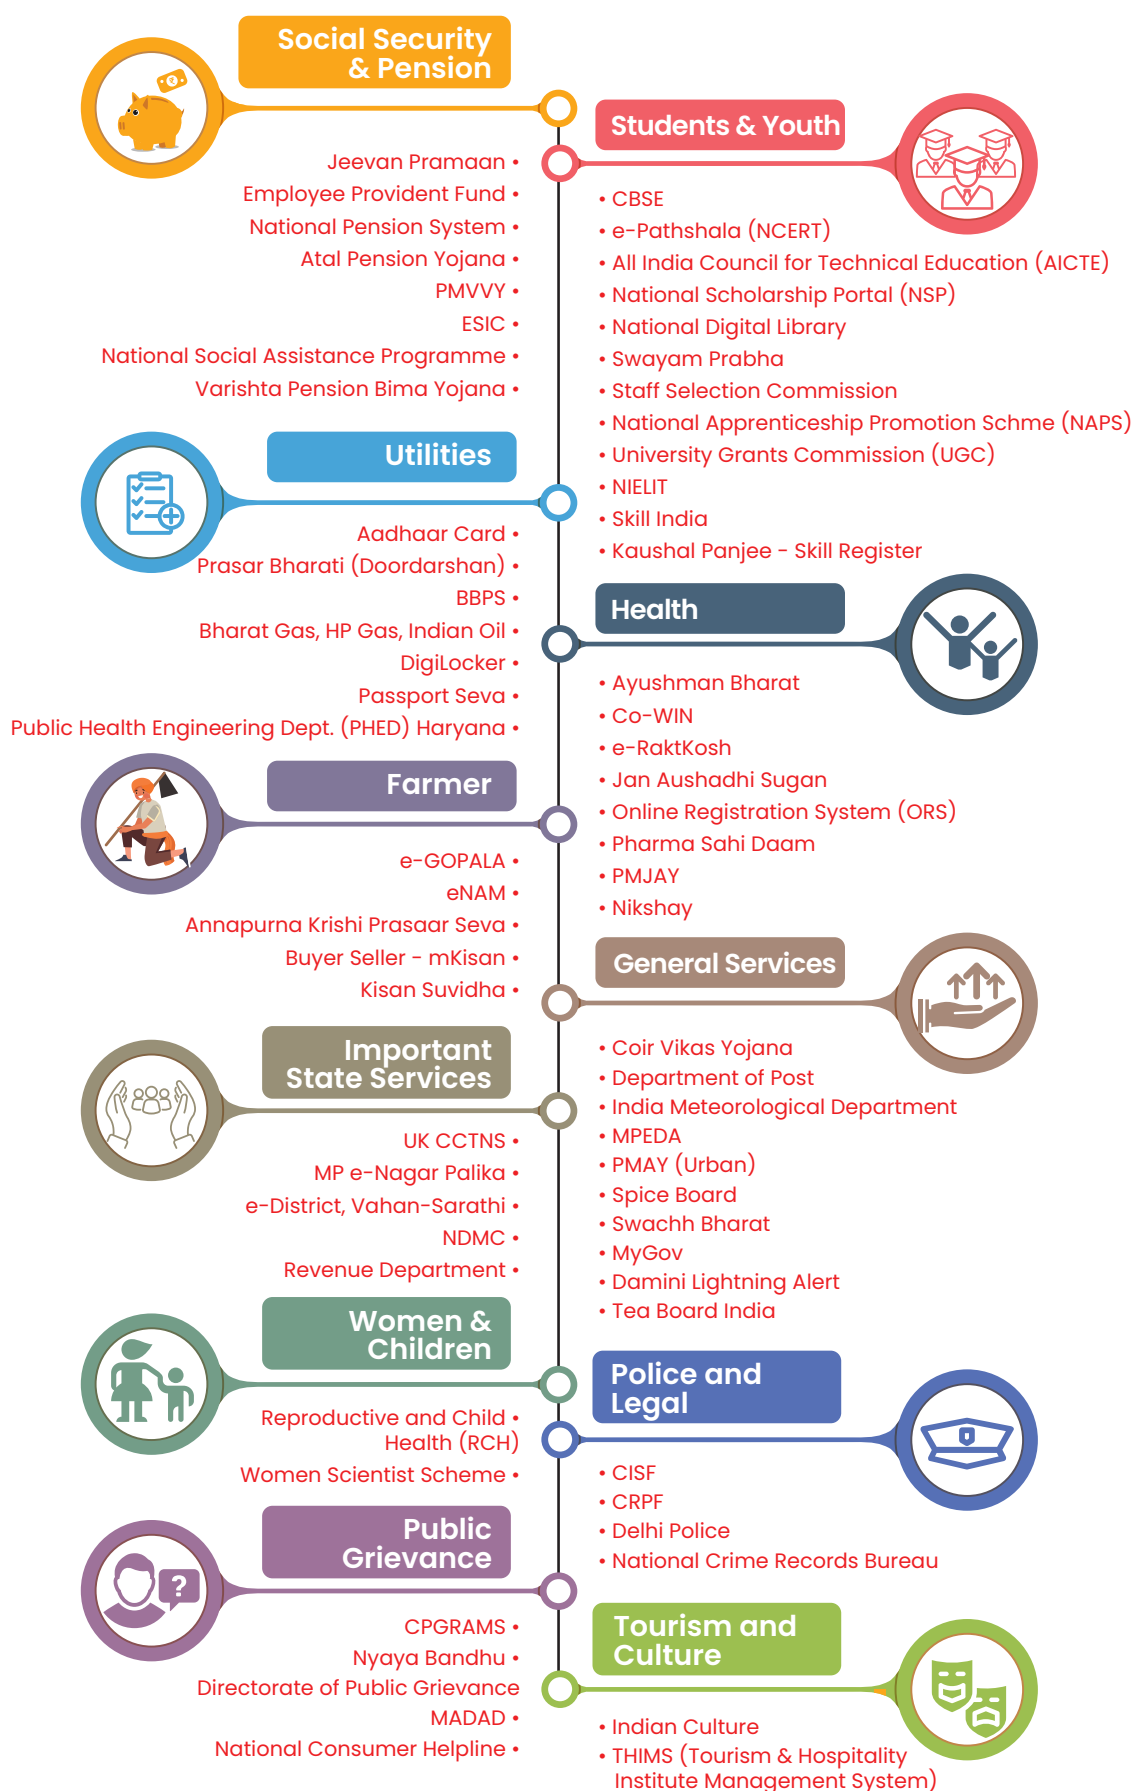 Social Security
& Pension
Jeevan Pramaan •
Employee Provident Fund •
National Pension System •
Atal Pension Yojana •
PMVVY •
ESIC •
National Social Assistance Programme •
Varishta Pension Bima Yojana •
Students & Youth
• CBSE
• e-Pathshala (NCERT)
• All India Council for Technical Education (AICTE)
• National Scholarship Portal (NSP)
• National Digital Library
• Swayam Prabha
• Staff Selection Commission
• National Apprenticeship Promotion Schme (NAPS)
• University Grants Commission (UGC)
• NIELIT
• Skill India
• Kaushal Panjee - Skill Register
Utilities
Aadhaar Card •
Prasar Bharati (Doordarshan) •
BBPS •
Bharat Gas, HP Gas, Indian Oil •
DigiLocker •
Passport Seva •
Public Health Engineering Dept. (PHED) Haryana •
Health
• Ayushman Bharat
• Co-WIN
• e-RaktKosh
• Jan Aushadhi Sugan
• Online Registration System (ORS)
• Pharma Sahi Daam
• PMJAY
• Nikshay
Farmer
e-GOPALA •
eNAM •
Annapurna Krishi Prasaar Seva •
Buyer Seller - mKisan •
Kisan Suvidha •
General Services
• Coir Vikas Yojana
• Department of Post
• India Meteorological Department
• MPEDA
• PMAY (Urban)
• Spice Board
• Swachh Bharat
• MyGov
• Damini Lightning Alert
• Tea Board India
Important
State Services
UK CCTNS •
MP e-Nagar Palika •
e-District, Vahan-Sarathi •
NDMC •
Revenue Department •
Women &
Children
Reproductive and Child •
Health (RCH)
Women Scientist Scheme •
Police and
Legal
• CISF
• CRPF
• Delhi Police
• National Crime Records Bureau
Public
Grievance
?
CPGRAMS •
Nyaya Bandhu •
Directorate of Public Grievance
MADAD •
National Consumer Helpline •
Tourism and
Culture
• Indian Culture
• THIMS (Tourism & Hospitality
Institute Management System)